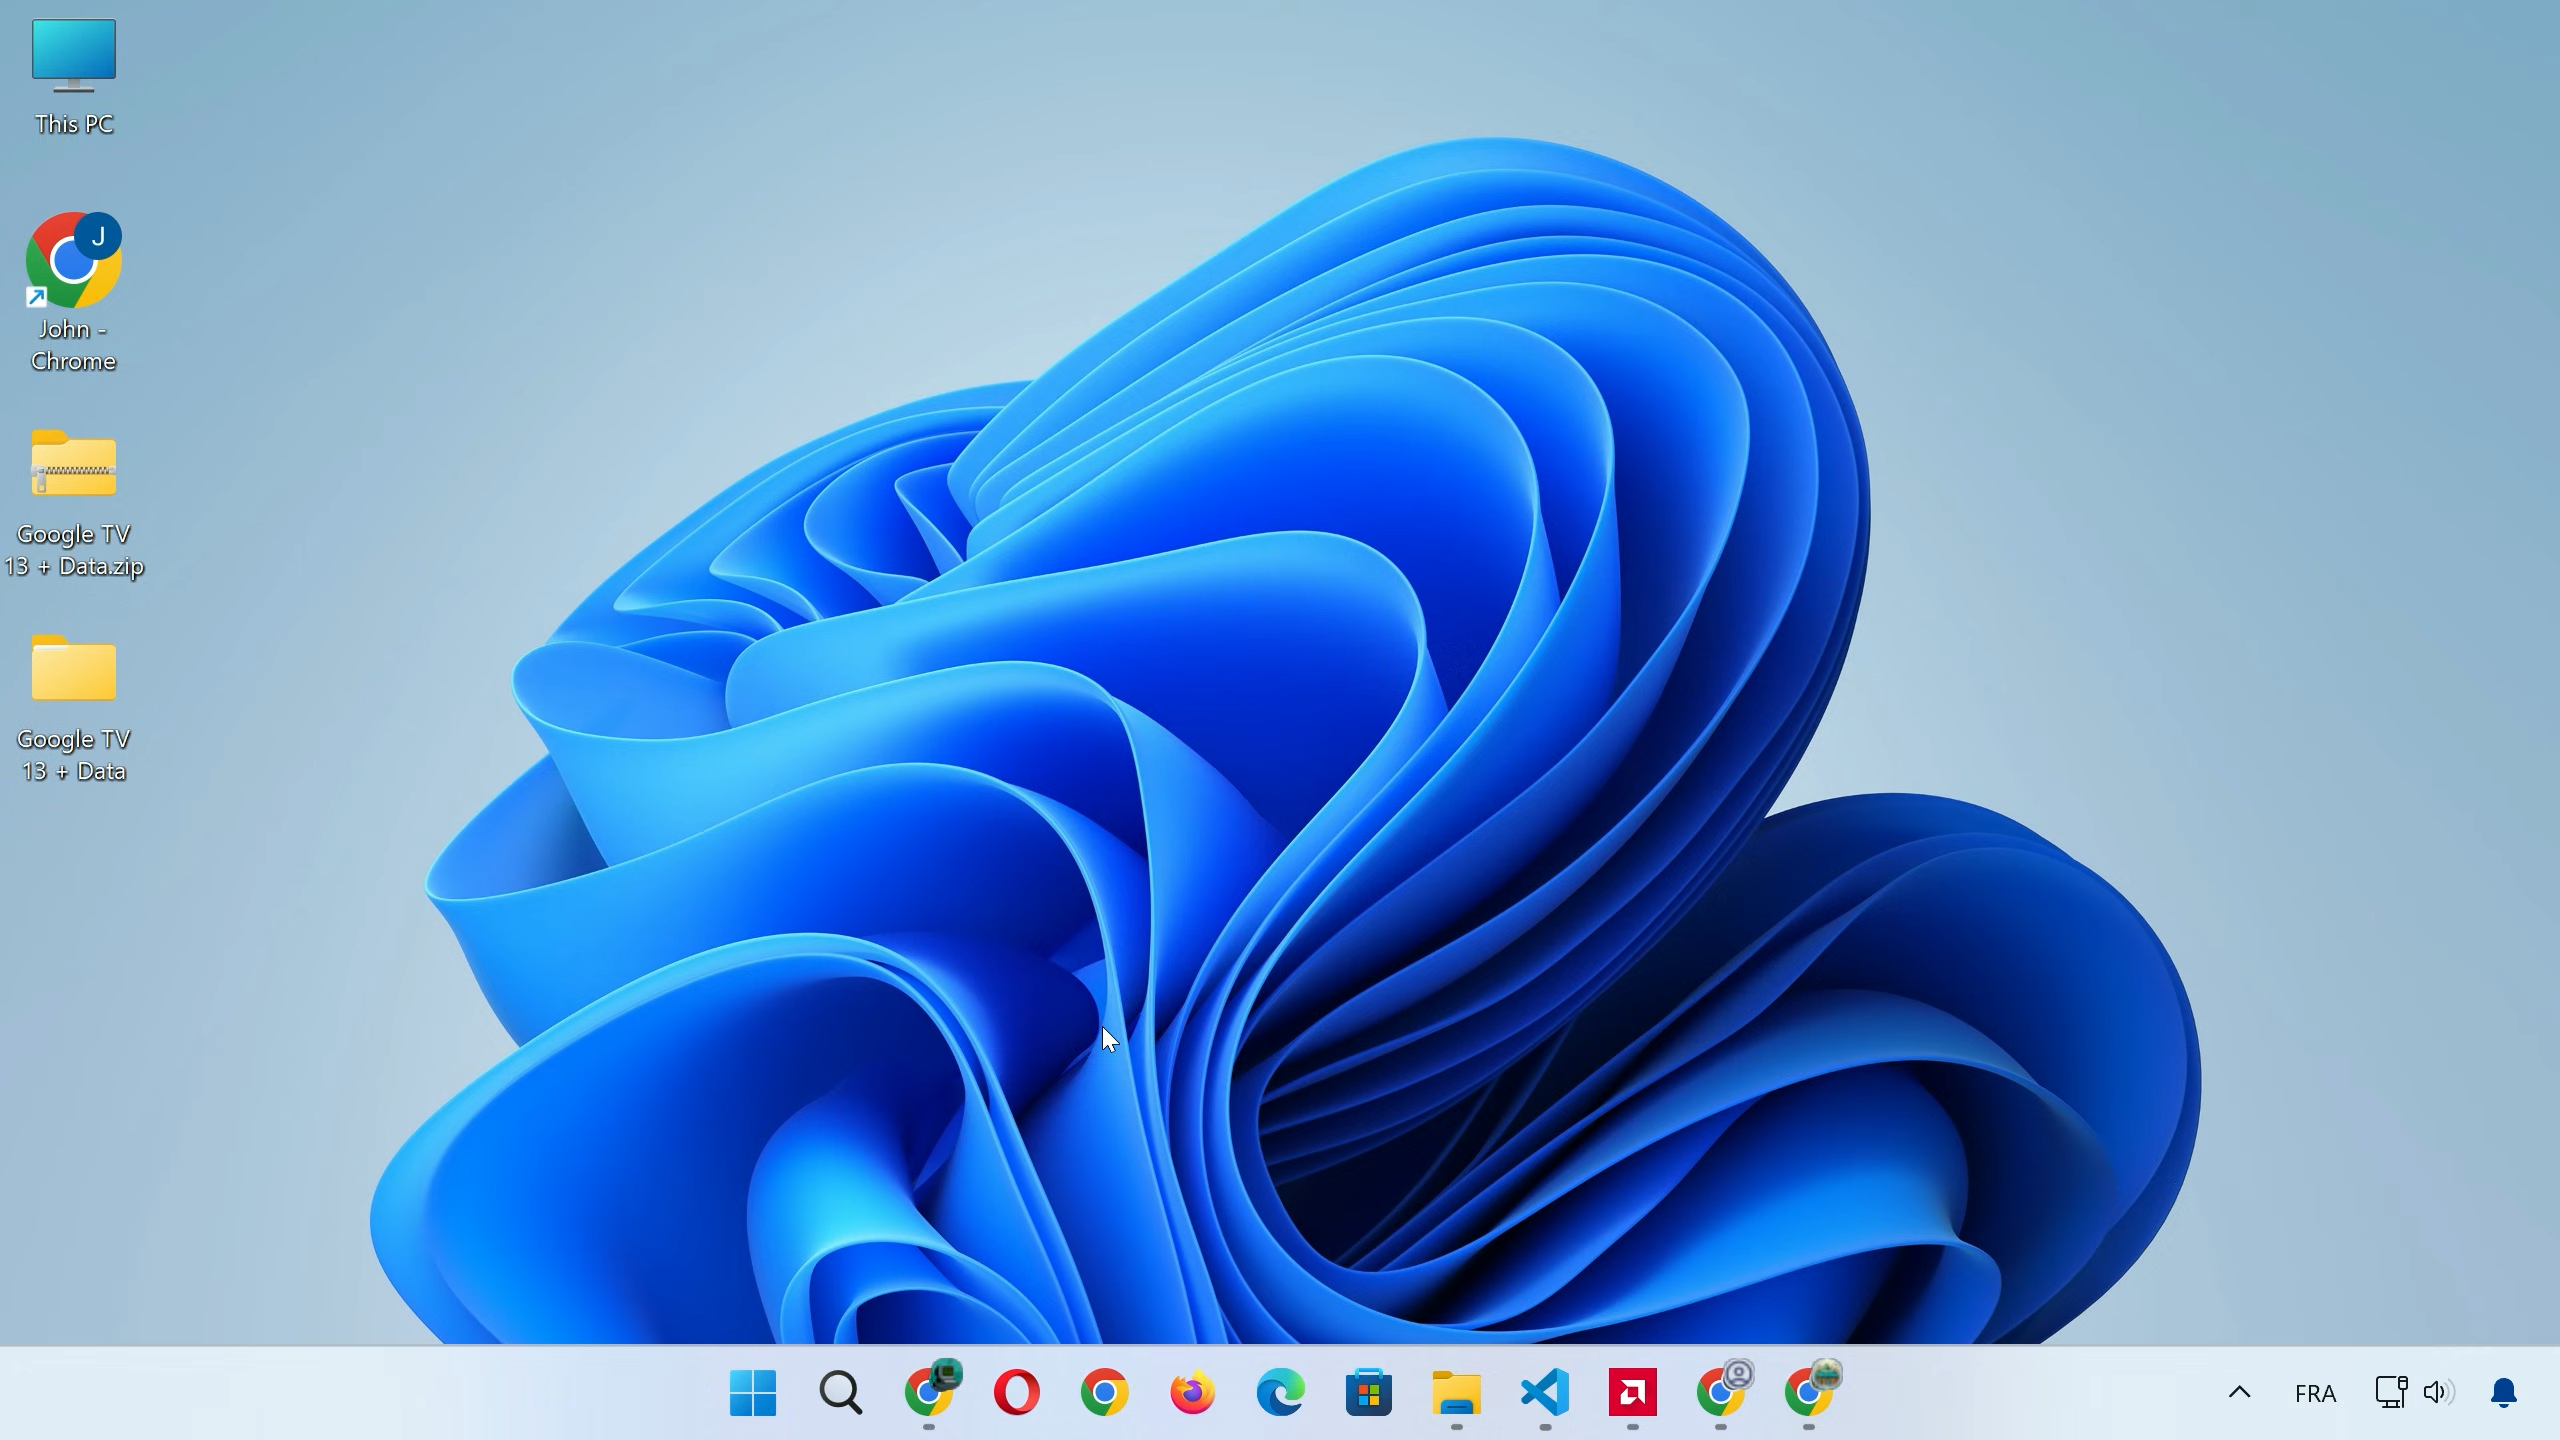 This PC
J
John -
Chrome
Google TV
13 + Data.zip
Google TV
13 + Data
FRA